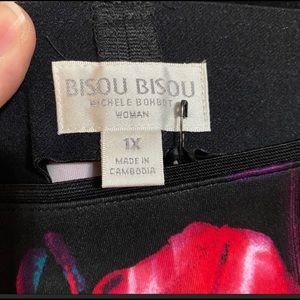 BISOU BISOU
MICHELE BOHBOT
WOMAN
1X
MADE IN
CAMBODIA